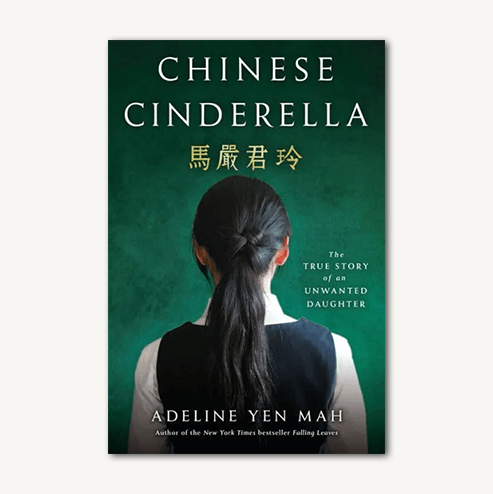 CHINESE
CINDERELLA
馬嚴君玲
The
TRUE STORY
of an
UNWANTED
DAUGHTER
ADELINE YEN MAH
Author of the New York Times bestseller Falling Leaves